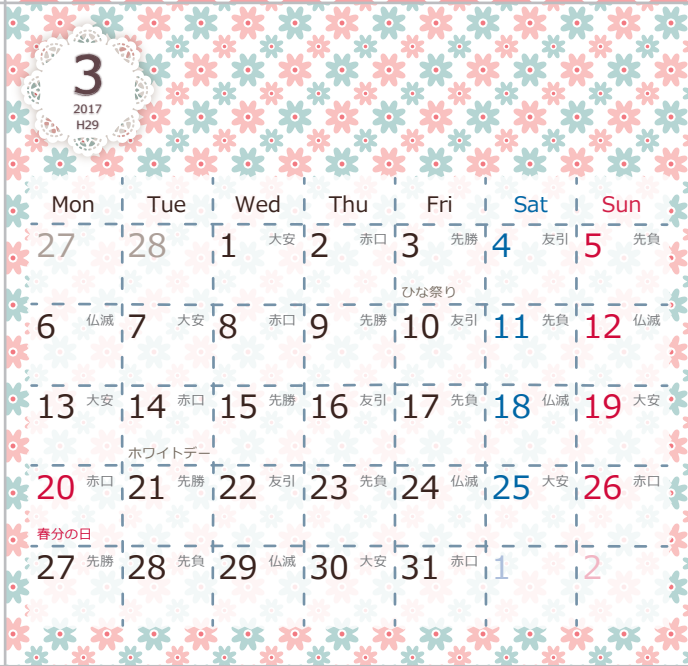 3
2017
H29
Mon Tue Wed Thu Fri Sat Sun
27 28 1 大安 2 赤口 3 先勝 4 友引 5 先負
ひな祭り
6 仏滅 7 大安 8 赤口 9 先勝 10 友引 11 先負 12 仏滅
13 大安 14 赤口 15 先勝 16 友引 17 先負 18 仏滅 19 大安
ホワイトデー
20 赤口 21 先勝 22 友引 23 先負 24 仏滅 25 大安 26 赤口
春分の日
27 先勝 28 先負 29 仏滅 30 大安 31 赤口 1 2